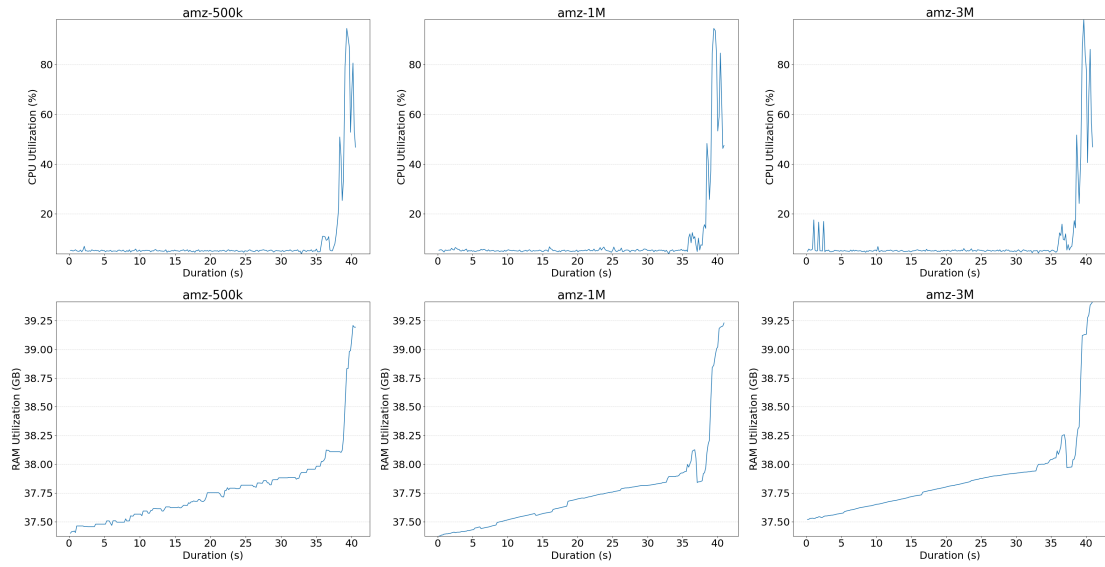 amz-500k
CPU Utilization (%)
80
60
40
20
0 5 10 15 20 25 30 35 40
Duration (s)
amz-1M
CPU Utilization (%)
80
60
40
20
0 5 10 15 20 25 30 35 40
Duration (s)
amz-3M
CPU Utilization (%)
80
60
40
20
0 5 10 15 20 25 30 35 40
Duration (s)
amz-500k
RAM Utilization (GB)
39.25
39.00
38.75
38.50
38.25
38.00
37.75
37.50
0 5 10 15 20 25 30 35 40
Duration (s)
amz-1M
RAM Utilization (GB)
39.25
39.00
38.75
38.50
38.25
38.00
37.75
37.50
0 5 10 15 20 25 30 35 40
Duration (s)
amz-3M
RAM Utilization (GB)
39.25
39.00
38.75
38.50
38.25
38.00
37.75
37.50
0 5 10 15 20 25 30 35 40
Duration (s)